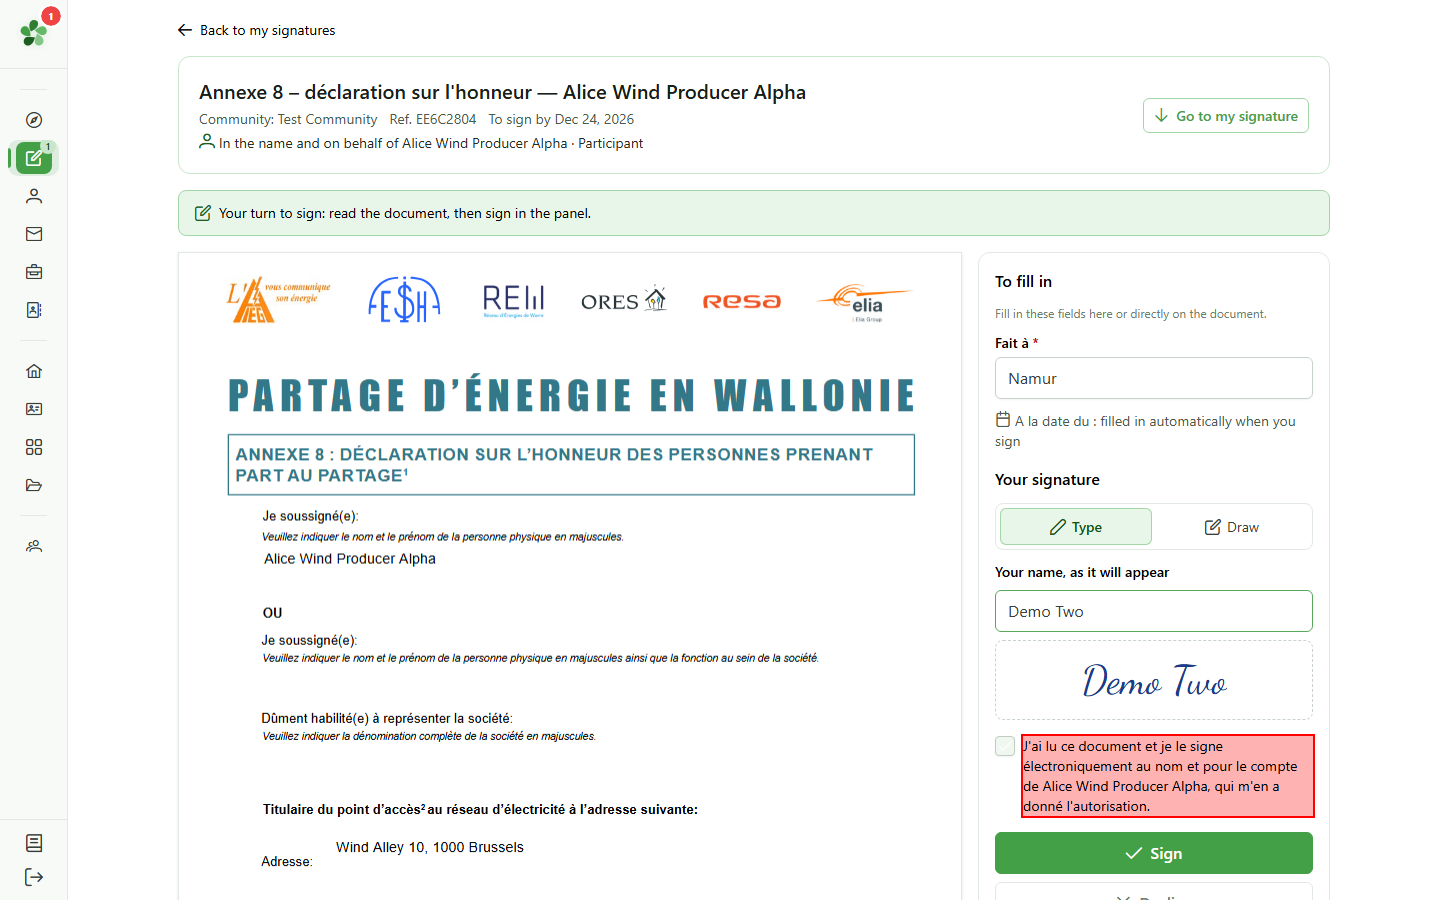 1
Back to my signatures
Annexe 8 – déclaration sur l'honneur — Alice Wind Producer Alpha
Community: Test Community Ref. EE6C2804 To sign by Dec 24, 2026
In the name and on behalf of Alice Wind Producer Alpha · Participant
Go to my signature
1
Your turn to sign: read the document, then sign in the panel.
L'AIEG vous communique
son énergie
AESH
REW
Réseau d'Énergies de Wavre
ORES
resa
elia
Elia Group
PARTAGE D'ÉNERGIE EN WALLONIE
ANNEXE 8 : DÉCLARATION SUR L'HONNEUR DES PERSONNES PRENANT
PART AU PARTAGE¹
Je soussigné(e):
Veuillez indiquer le nom et le prénom de la personne physique en majuscules.
Alice Wind Producer Alpha
OU
Je soussigné(e):
Veuillez indiquer le nom et le prénom de la personne physique en majuscules ainsi que la fonction au sein de la société.
Dûment habilité(e) à représenter la société:
Veuillez indiquer la dénomination complète de la société en majuscules.
Titulaire du point d'accès² au réseau d'électricité à l'adresse suivante:
Wind Alley 10, 1000 Brussels
Adresse:
To fill in
Fill in these fields here or directly on the document.
Fait à *
Namur
A la date du : filled in automatically when you
sign
Your signature
Type
Draw
Your name, as it will appear
Demo Two
Demo Two
J'ai lu ce document et je le signe
électroniquement au nom et pour le compte
de Alice Wind Producer Alpha, qui m'en a
donné l'autorisation.
Sign